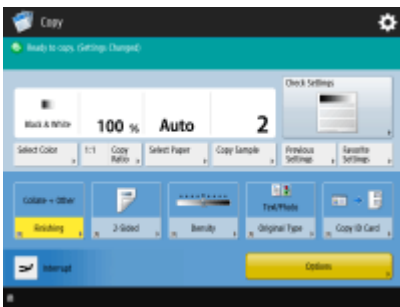 Copy
Ready to copy. (Settings Changed)
Check Settings
Black & White
100 %
Auto
2
Select Color
1:1
Copy Ratio
Select Paper
Copy Sample
Previous Settings
Favorite Settings
Collate + Other
Text/Photo
Finishing
2-Sided
Density
Original Type
Copy ID Card
Interrupt
Options